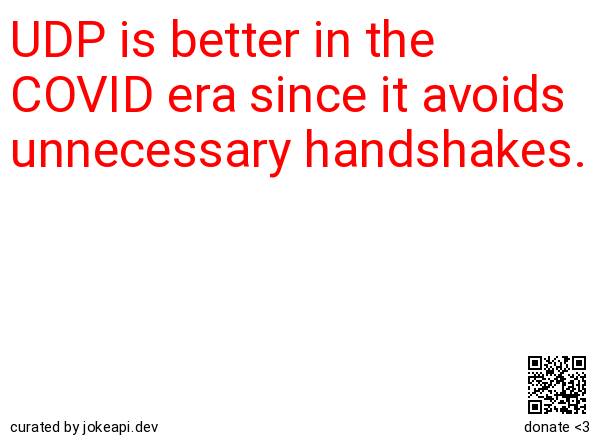 UDP is better in the
COVID era since it avoids
unnecessary handshakes.
curated by jokeapi.dev
donate <3